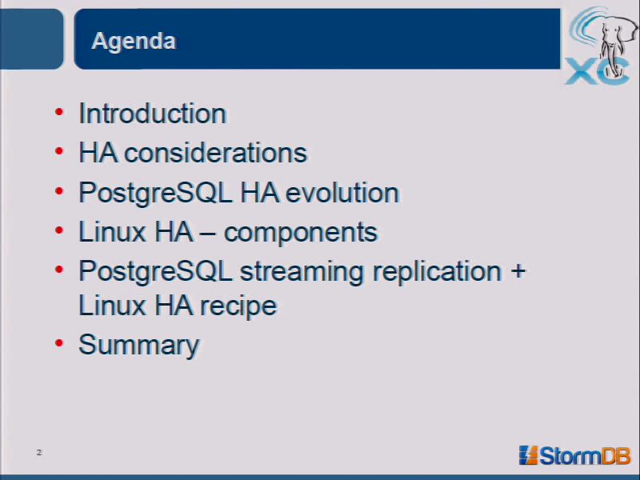 Agenda
XC
• Introduction
• HA considerations
• PostgreSQL HA evolution
• Linux HA – components
• PostgreSQL streaming replication +
Linux HA recipe
• Summary
2
StormDB